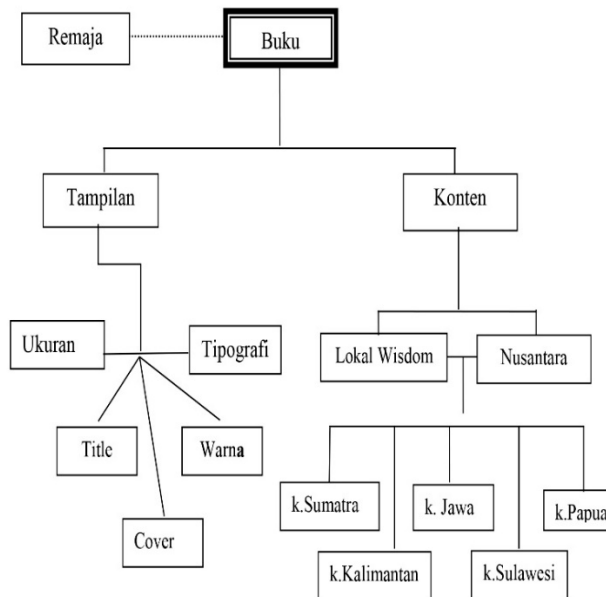 Remaja
Buku
Tampilan
Konten
Ukuran
Tipografi
Lokal Wisdom
Nusantara
Title
Warna
Cover
k.Sumatra
k. Jawa
k.Papua
k.Kalimantan
k.Sulawesi